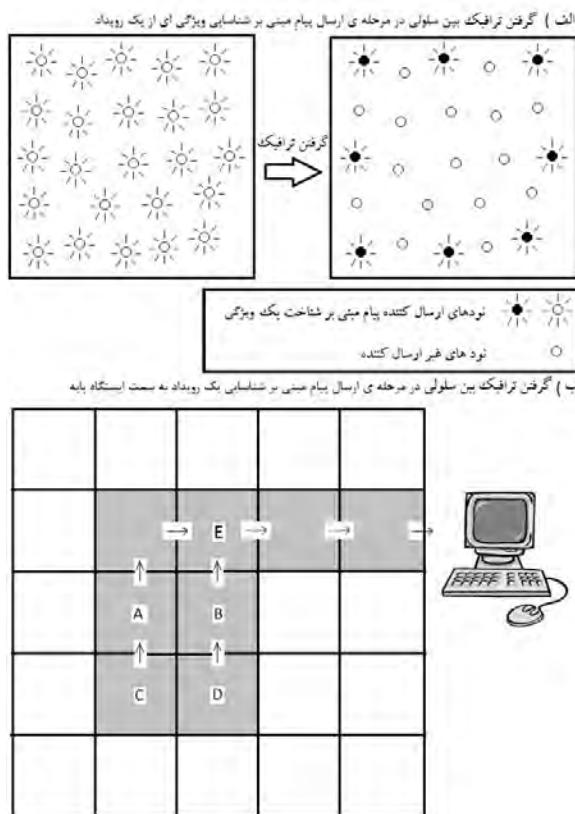 الف ) گرفتن ترافیک بین سلولی در مرحله ی ارسال پیام مبنی بر شناسایی ویژگی ای از یک رویداد
گرفتن ترافیک
نودهای ارسال کننده پیام مبنی بر شناخت یک ویژگی
نود های غیر ارسال کننده
ب ) گرفتن ترافیک بین سلولی در مرحله ی ارسال پیام مبنی بر شناسایی یک رویداد به سمت ایستگاه پایه
→ E → → →
↑ ↑
A B
↑ ↑
C D